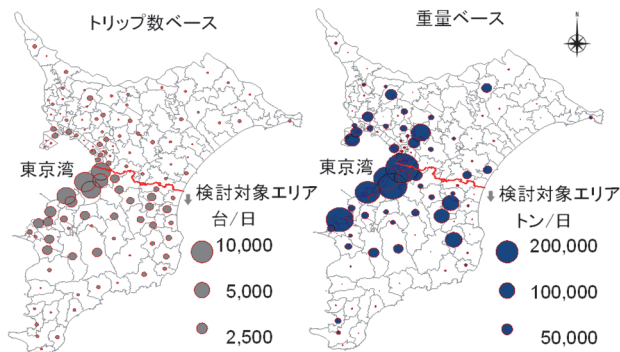 トリップ数ベース
東京湾
検討対象エリア
台/日
10,000
5,000
2,500
重量ベース
N
東京湾
検討対象エリア
トン/日
200,000
100,000
50,000